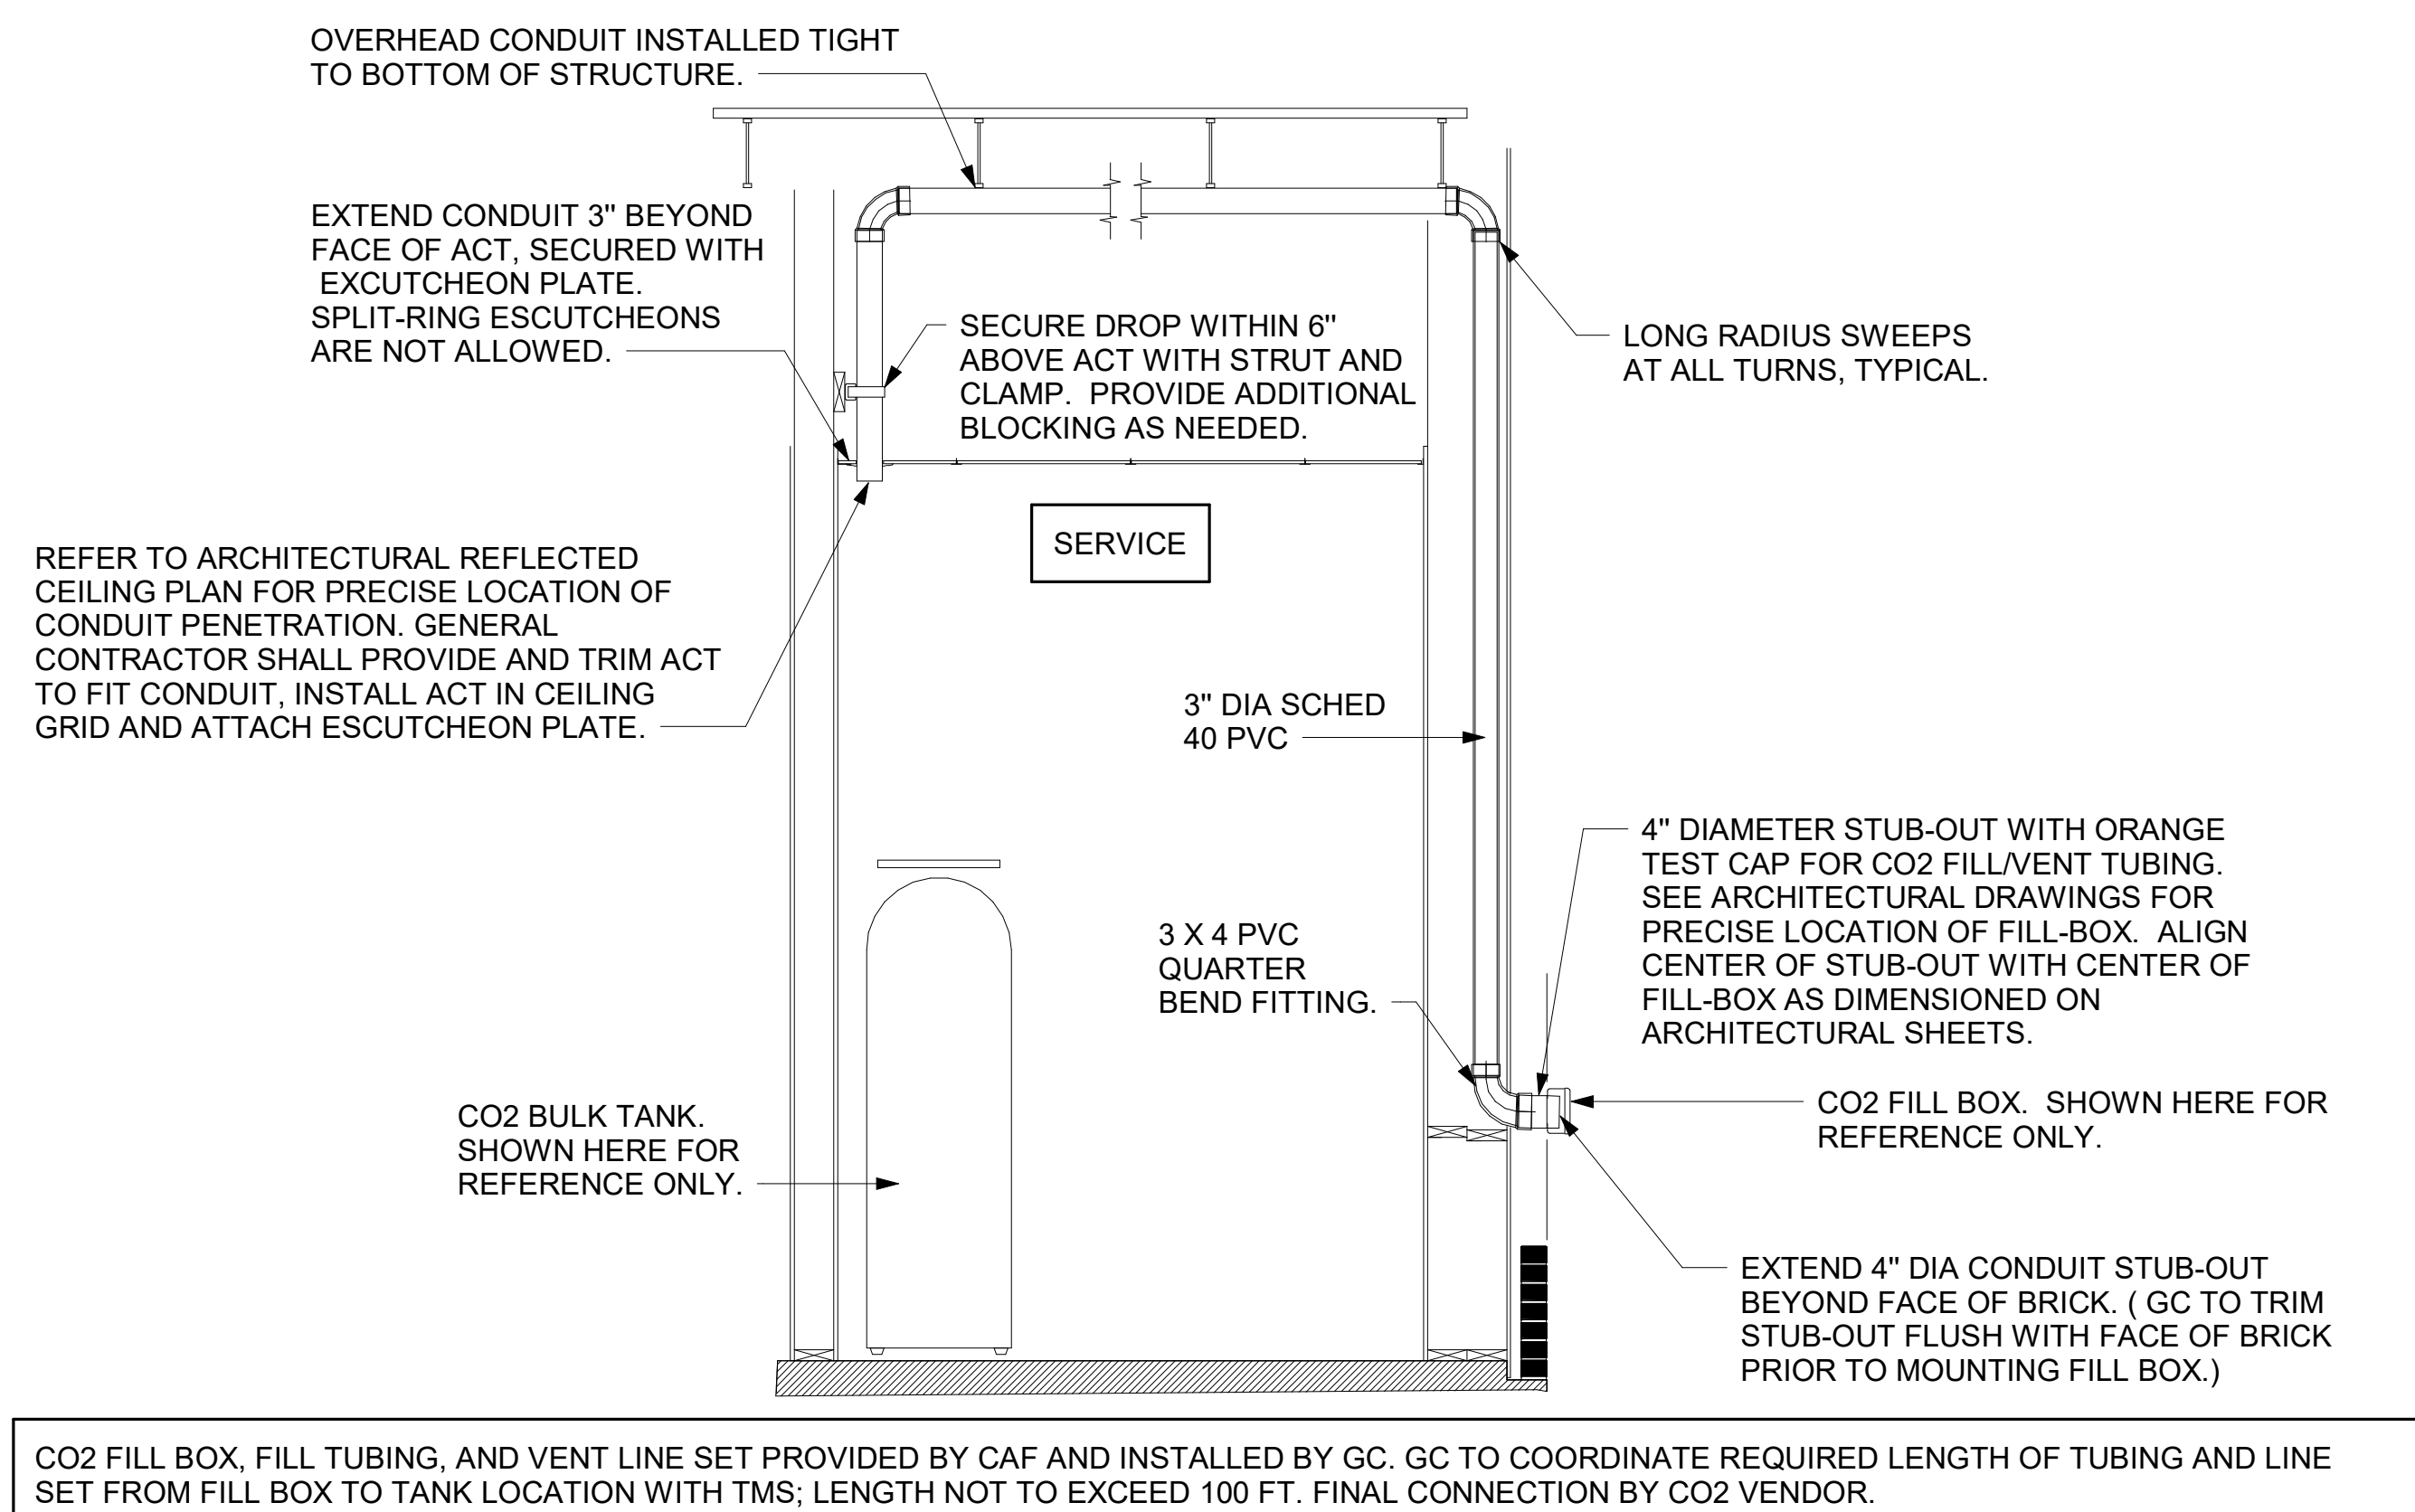 OVERHEAD CONDUIT INSTALLED TIGHT
TO BOTTOM OF STRUCTURE.
EXTEND CONDUIT 3" BEYOND
FACE OF ACT, SECURED WITH
EXCUTCHEON PLATE.
SPLIT-RING ESCUTCHEONS
ARE NOT ALLOWED.
SECURE DROP WITHIN 6"
ABOVE ACT WITH STRUT AND
CLAMP. PROVIDE ADDITIONAL
BLOCKING AS NEEDED.
LONG RADIUS SWEEPS
AT ALL TURNS, TYPICAL.
SERVICE
REFER TO ARCHITECTURAL REFLECTED
CEILING PLAN FOR PRECISE LOCATION OF
CONDUIT PENETRATION. GENERAL
CONTRACTOR SHALL PROVIDE AND TRIM ACT
TO FIT CONDUIT, INSTALL ACT IN CEILING
GRID AND ATTACH ESCUTCHEON PLATE.
3" DIA SCHED
40 PVC
4" DIAMETER STUB-OUT WITH ORANGE
TEST CAP FOR CO2 FILL/VENT TUBING.
SEE ARCHITECTURAL DRAWINGS FOR
PRECISE LOCATION OF FILL-BOX. ALIGN
CENTER OF STUB-OUT WITH CENTER OF
FILL-BOX AS DIMENSIONED ON
ARCHITECTURAL SHEETS.
3 X 4 PVC
QUARTER
BEND FITTING.
CO2 BULK TANK.
SHOWN HERE FOR
REFERENCE ONLY.
CO2 FILL BOX. SHOWN HERE FOR
REFERENCE ONLY.
EXTEND 4" DIA CONDUIT STUB-OUT
BEYOND FACE OF BRICK. ( GC TO TRIM
STUB-OUT FLUSH WITH FACE OF BRICK
PRIOR TO MOUNTING FILL BOX.)
CO2 FILL BOX, FILL TUBING, AND VENT LINE SET PROVIDED BY CAF AND INSTALLED BY GC. GC TO COORDINATE REQUIRED LENGTH OF TUBING AND LINE
SET FROM FILL BOX TO TANK LOCATION WITH TMS; LENGTH NOT TO EXCEED 100 FT. FINAL CONNECTION BY CO2 VENDOR.